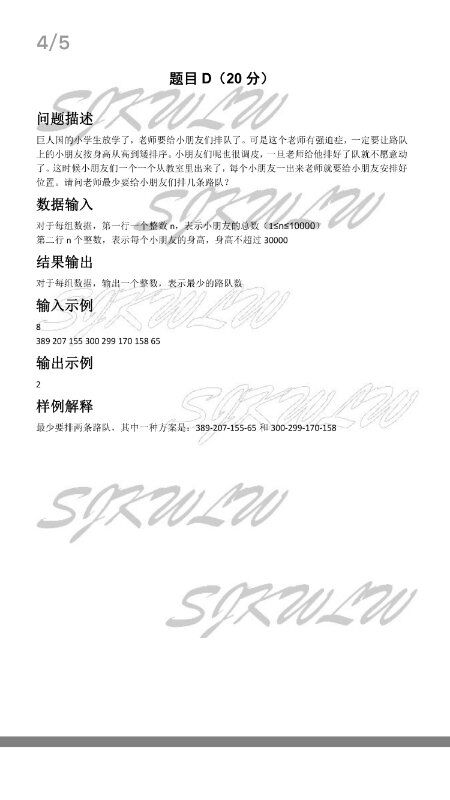 4/5
题目 D（20 分）
SJKWLW
问题描述
巨人国的小学生放学了，老师要给小朋友们排队了。可是这个老师有强迫症，一定要让路队
上的小朋友按身高从高到矮排序。小朋友们呢也很调皮，一旦老师给他排好了队就不愿意动
了。这时候小朋友们一个一个从教室里出来了，每个小朋友一出来老师就要给小朋友安排好
位置。请问老师最少要给小朋友们排几条路队？
SJKWLW
数据输入
对于每组数据，第一行一个整数 n，表示小朋友的总数（1≤n≤10000）
第二行 n 个整数，表示每个小朋友的身高，身高不超过 30000
结果输出
对于每组数据，输出一个整数，表示最少的路队数
SJKWLW
输入示例
8
389 207 155 300 299 170 158 65
输出示例
2
SJKWLW
样例解释
最少要排两条路队，其中一种方案是：389-207-155-65 和 300-299-170-158
SJKWLW
SJKWLW